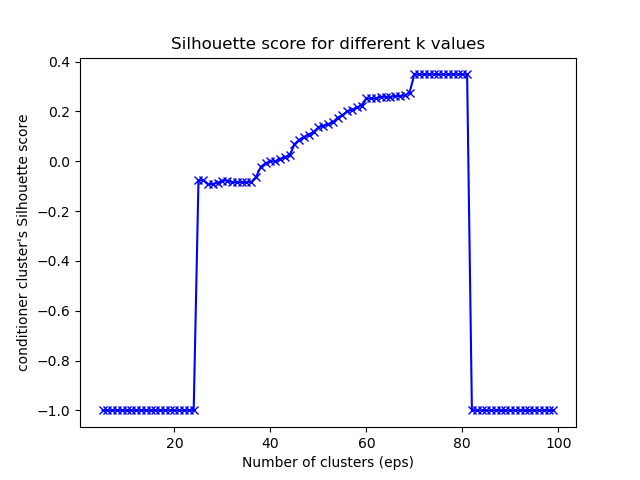 Silhouette score for different k values
conditioner cluster's Silhouette score
0.4
0.2
0.0
−0.2
−0.4
−0.6
−0.8
−1.0
20 40 60 80 100
Number of clusters (eps)